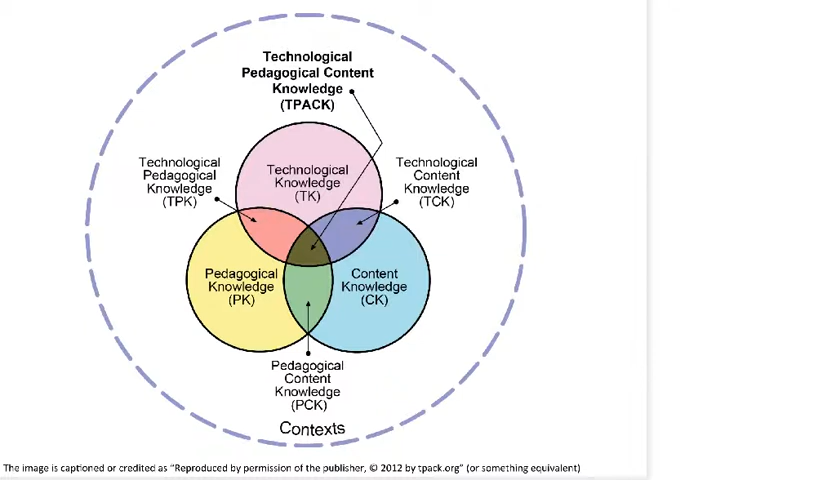 Technological
Pedagogical Content
Knowledge
(TPACK)
Technological
Pedagogical
Knowledge
(TPK)
Technological
Knowledge
(TK)
Technological
Content
Knowledge
(TCK)
Pedagogical
Knowledge
(PK)
Content
Knowledge
(CK)
Pedagogical
Content
Knowledge
(PCK)
Contexts
The image is captioned or credited as “Reproduced by permission of the publisher, © 2012 by tpack.org” (or something equivalent)